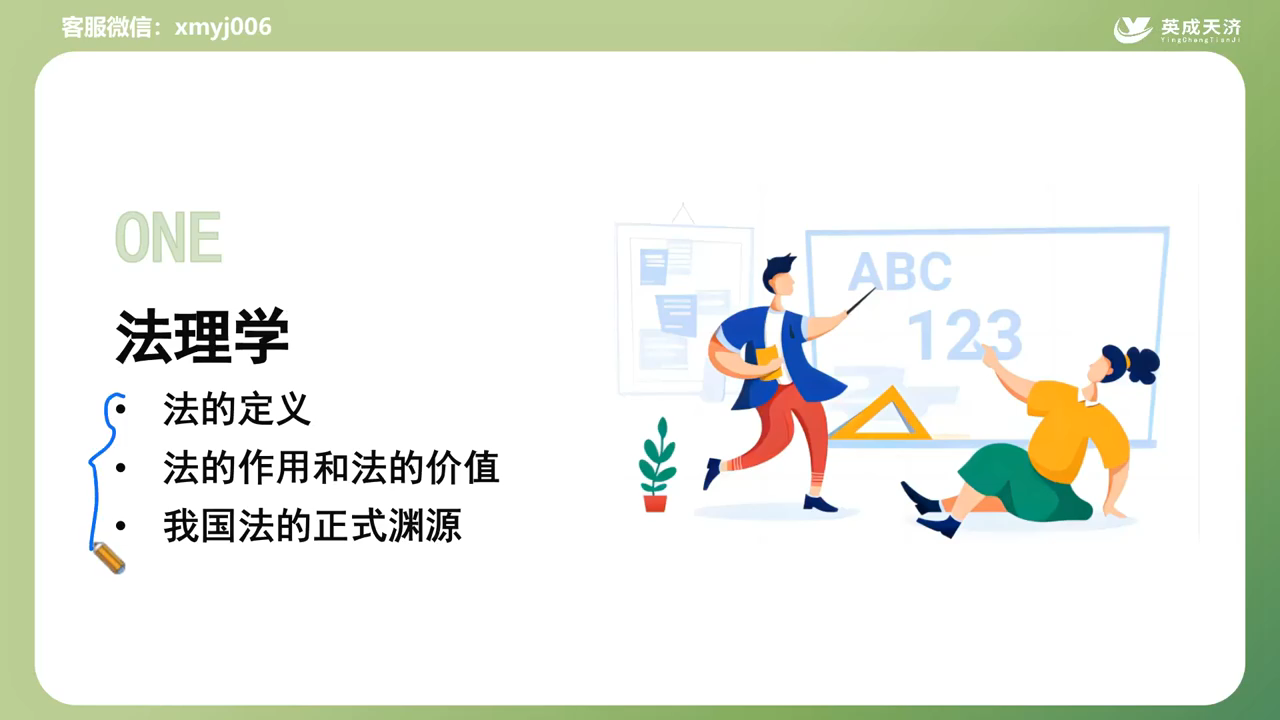 客服微信：xmyj006
英成天济
YingChengTianJi
ONE
法理学
• 法的定义
• 法的作用和法的价值
• 我国法的正式渊源
ABC
123